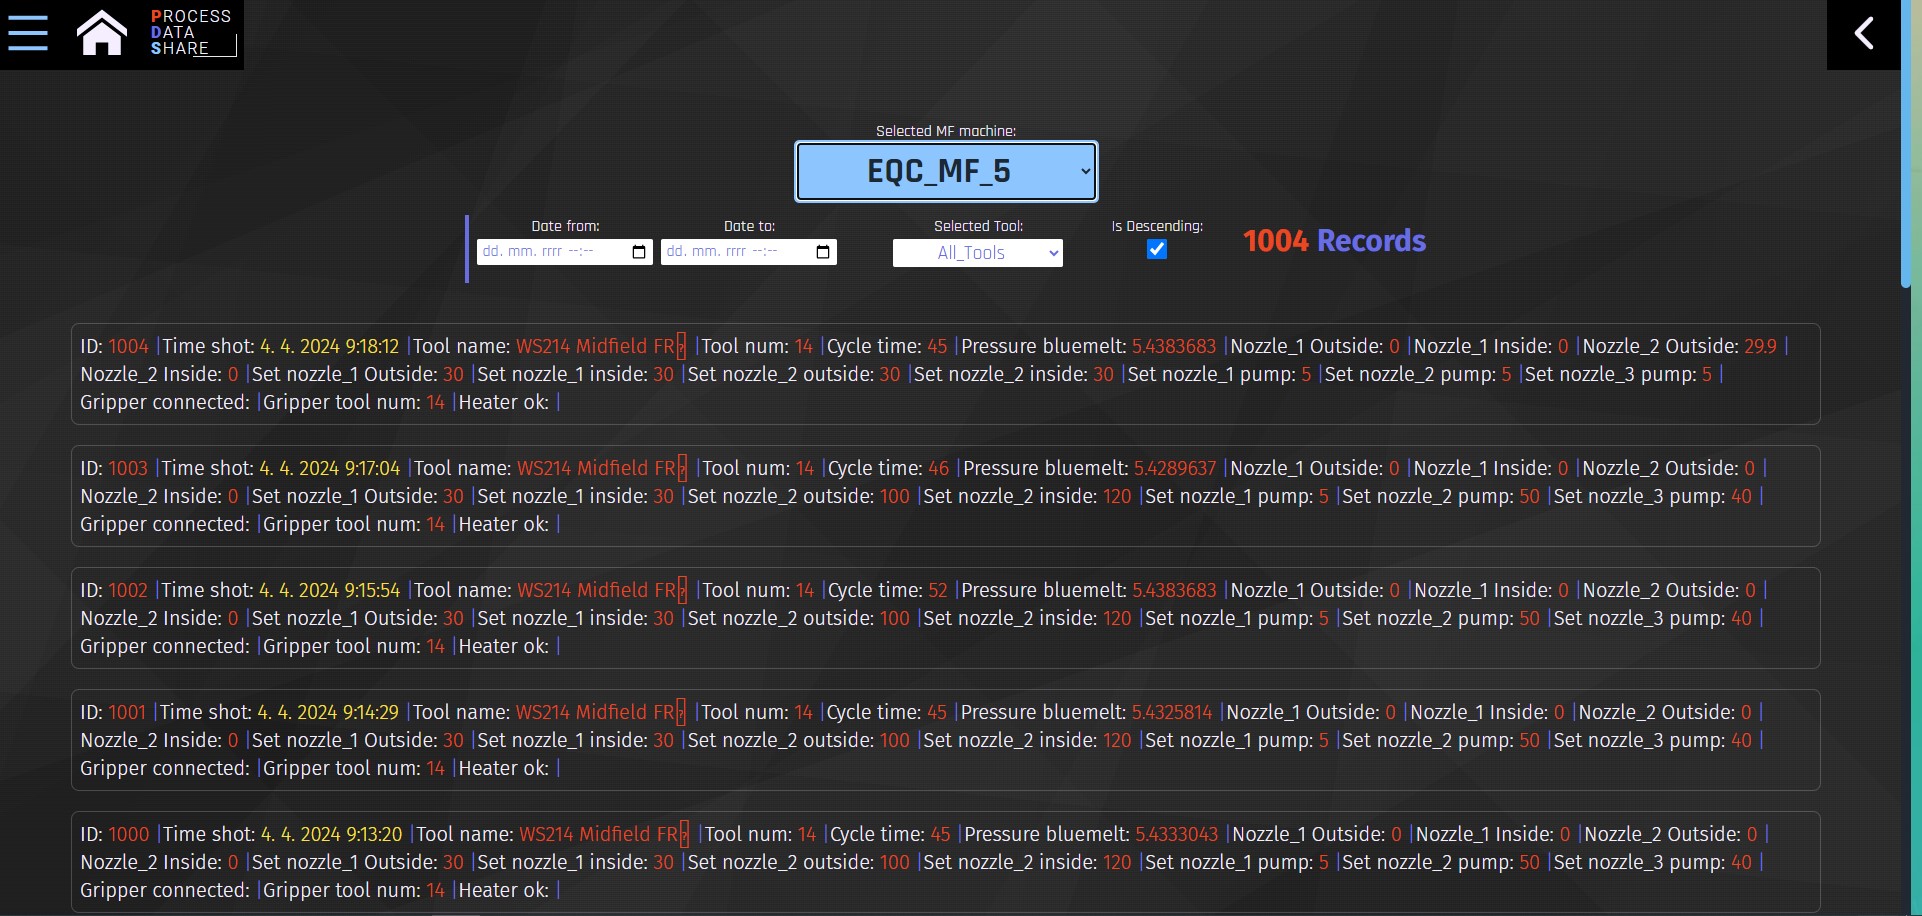 PROCESS
DATA
SHARE
Selected MF machine:
EQC_MF_5
Date from:
Date to:
Selected Tool:
Is Descending:
dd. mm. rrrr --:--
dd. mm. rrrr --:--
All_Tools
1004 Records
ID: 1004 |Time shot: 4. 4. 2024 9:18:12 |Tool name: WS214 Midfield FR |Tool num: 14 |Cycle time: 45 |Pressure bluemelt: 5.4383683 |Nozzle_1 Outside: 0 |Nozzle_1 Inside: 0 |Nozzle_2 Outside: 29.9 |
Nozzle_2 Inside: 0 |Set nozzle_1 Outside: 30 |Set nozzle_1 inside: 30 |Set nozzle_2 outside: 30 |Set nozzle_2 inside: 30 |Set nozzle_1 pump: 5 |Set nozzle_2 pump: 5 |Set nozzle_3 pump: 5 |
Gripper connected: |Gripper tool num: 14 |Heater ok: |
ID: 1003 |Time shot: 4. 4. 2024 9:17:04 |Tool name: WS214 Midfield FR |Tool num: 14 |Cycle time: 46 |Pressure bluemelt: 5.4289637 |Nozzle_1 Outside: 0 |Nozzle_1 Inside: 0 |Nozzle_2 Outside: 0 |
Nozzle_2 Inside: 0 |Set nozzle_1 Outside: 30 |Set nozzle_1 inside: 30 |Set nozzle_2 outside: 100 |Set nozzle_2 inside: 120 |Set nozzle_1 pump: 5 |Set nozzle_2 pump: 50 |Set nozzle_3 pump: 40 |
Gripper connected: |Gripper tool num: 14 |Heater ok: |
ID: 1002 |Time shot: 4. 4. 2024 9:15:54 |Tool name: WS214 Midfield FR |Tool num: 14 |Cycle time: 52 |Pressure bluemelt: 5.4383683 |Nozzle_1 Outside: 0 |Nozzle_1 Inside: 0 |Nozzle_2 Outside: 0 |
Nozzle_2 Inside: 0 |Set nozzle_1 Outside: 30 |Set nozzle_1 inside: 30 |Set nozzle_2 outside: 100 |Set nozzle_2 inside: 120 |Set nozzle_1 pump: 5 |Set nozzle_2 pump: 50 |Set nozzle_3 pump: 40 |
Gripper connected: |Gripper tool num: 14 |Heater ok: |
ID: 1001 |Time shot: 4. 4. 2024 9:14:29 |Tool name: WS214 Midfield FR |Tool num: 14 |Cycle time: 45 |Pressure bluemelt: 5.4325814 |Nozzle_1 Outside: 0 |Nozzle_1 Inside: 0 |Nozzle_2 Outside: 0 |
Nozzle_2 Inside: 0 |Set nozzle_1 Outside: 30 |Set nozzle_1 inside: 30 |Set nozzle_2 outside: 100 |Set nozzle_2 inside: 120 |Set nozzle_1 pump: 5 |Set nozzle_2 pump: 50 |Set nozzle_3 pump: 40 |
Gripper connected: |Gripper tool num: 14 |Heater ok: |
ID: 1000 |Time shot: 4. 4. 2024 9:13:20 |Tool name: WS214 Midfield FR |Tool num: 14 |Cycle time: 45 |Pressure bluemelt: 5.4333043 |Nozzle_1 Outside: 0 |Nozzle_1 Inside: 0 |Nozzle_2 Outside: 0 |
Nozzle_2 Inside: 0 |Set nozzle_1 Outside: 30 |Set nozzle_1 inside: 30 |Set nozzle_2 outside: 100 |Set nozzle_2 inside: 120 |Set nozzle_1 pump: 5 |Set nozzle_2 pump: 50 |Set nozzle_3 pump: 40 |
Gripper connected: |Gripper tool num: 14 |Heater ok: |